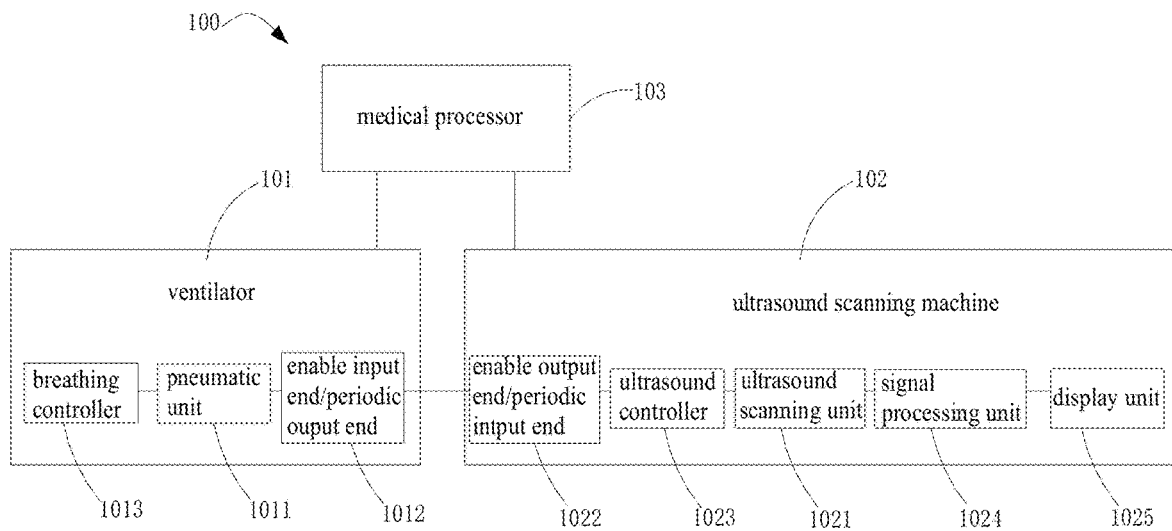 100
medical processor
103
101
102
ventilator
ultrasound scanning machine
breathing
controller
pneumatic
unit
enable input
end/periodic
ouput end
enable output
end/periodic
intput end
ultrasound
controller
ultrasound
scanning unit
signal
processing unit
display unit
1013
1011
1012
1022
1023
1021
1024
1025